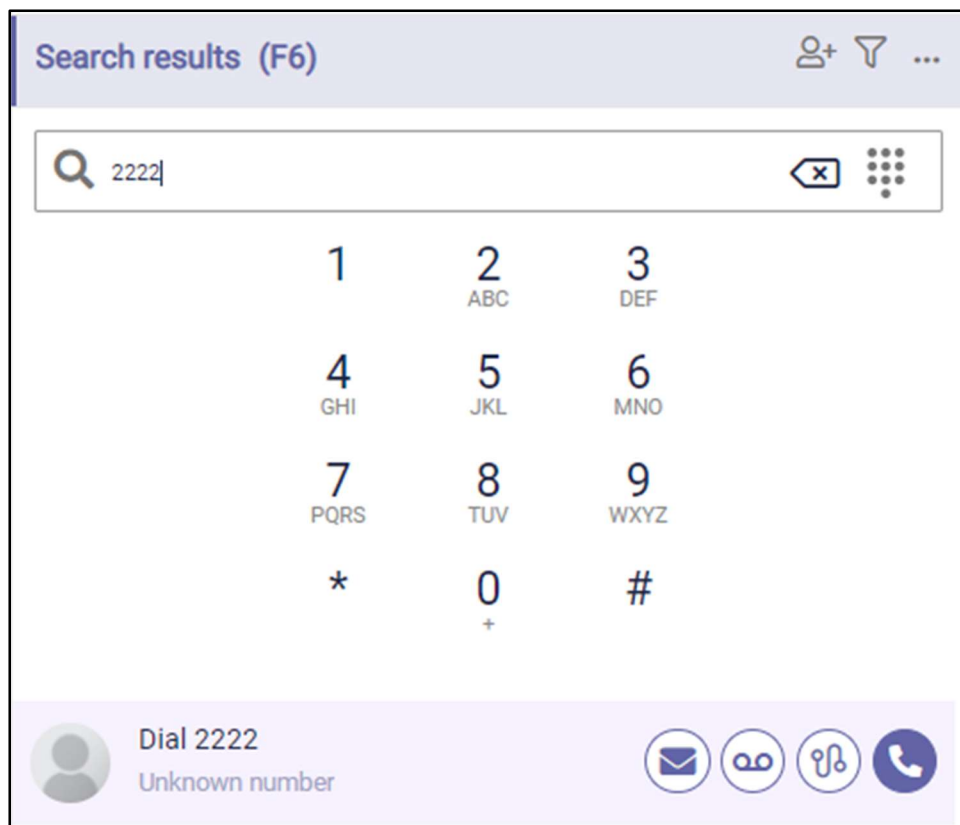 Search results (F6)
2222
1 2 3
ABC DEF
4 5 6
GHI JKL MNO
7 8 9
PQRS TUV WXYZ
* 0 #
+
Dial 2222
Unknown number